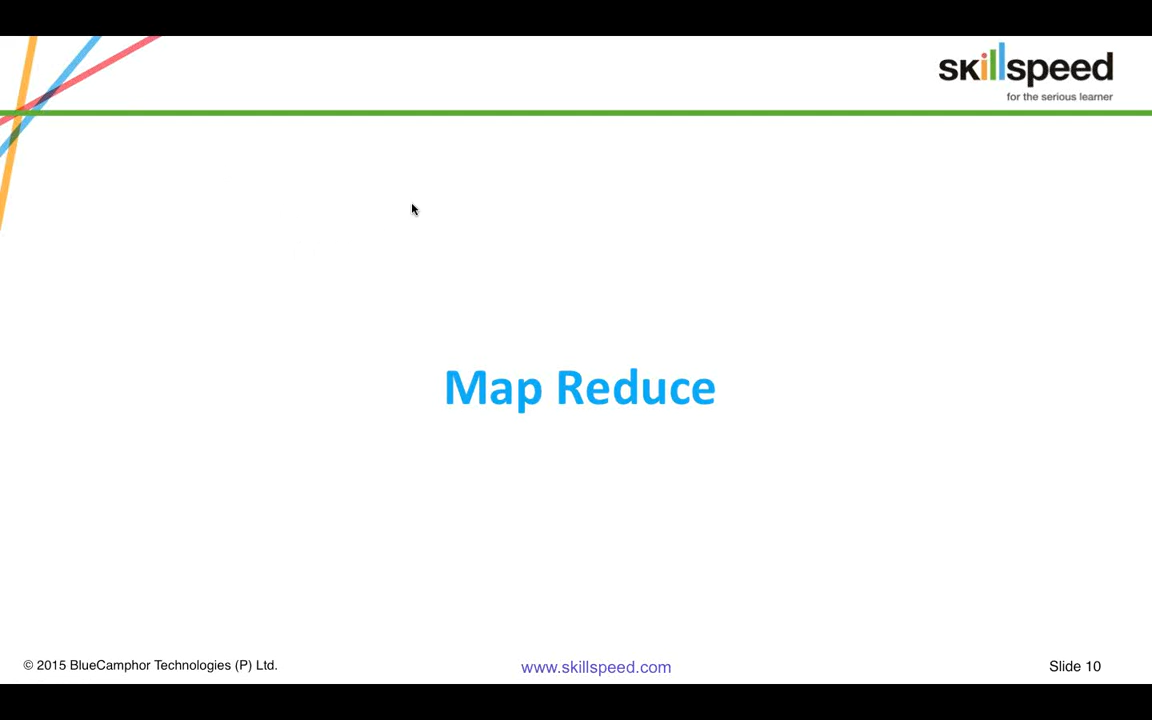 skillspeed
for the serious learner
Map Reduce
© 2015 BlueCamphor Technologies (P) Ltd.
www.skillspeed.com
Slide 10